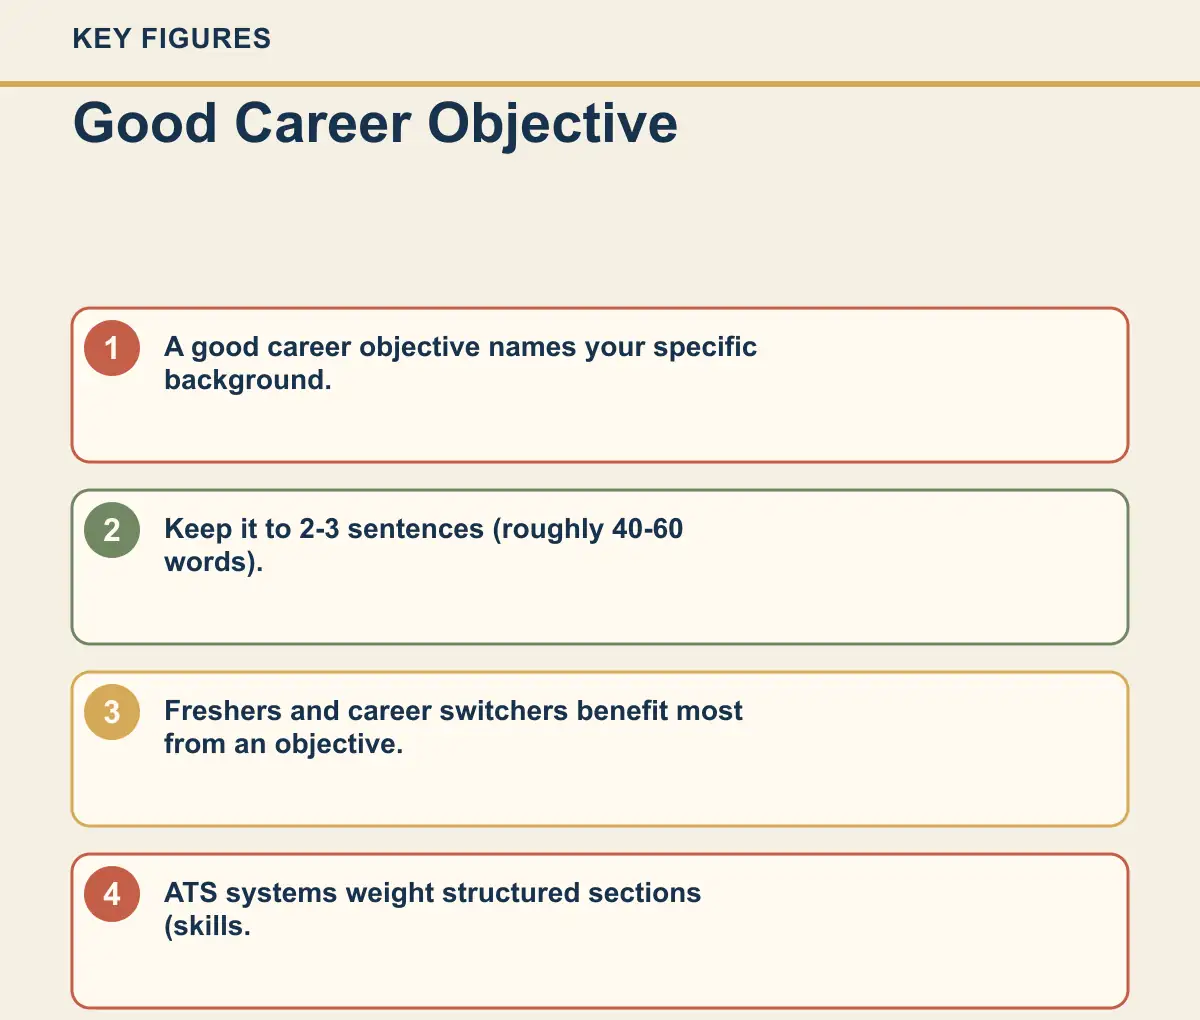 KEY FIGURES
Good Career Objective
1
A good career objective names your specific
background.
2
Keep it to 2-3 sentences (roughly 40-60
words).
3
Freshers and career switchers benefit most
from an objective.
4
ATS systems weight structured sections
(skills.